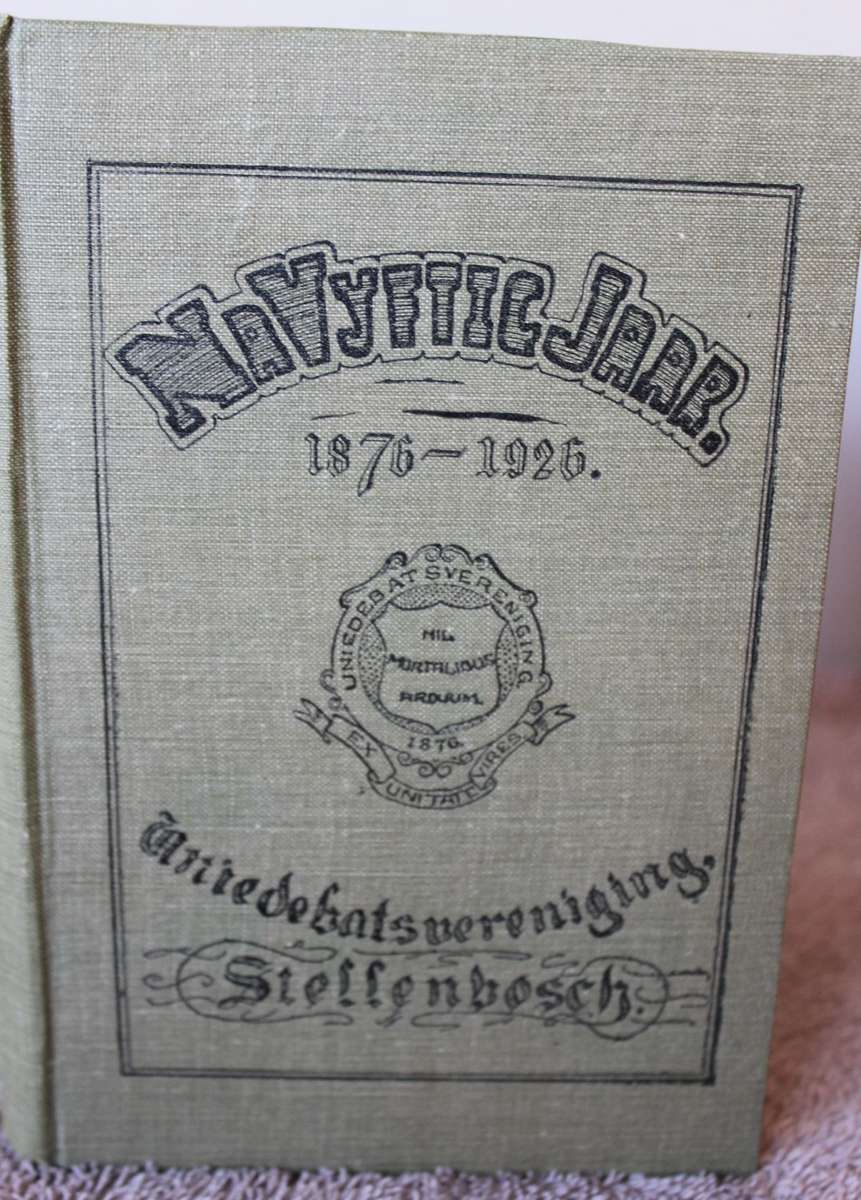 NA VYFTIG JAAR.
1876 – 1926.
UNIEDEBATSVERENIGING
NIL
MORTALIBUS
ARDUUM.
1876.
EX UNITATE VIRES
Uniedebatsvereniging.
Stellenbosch.